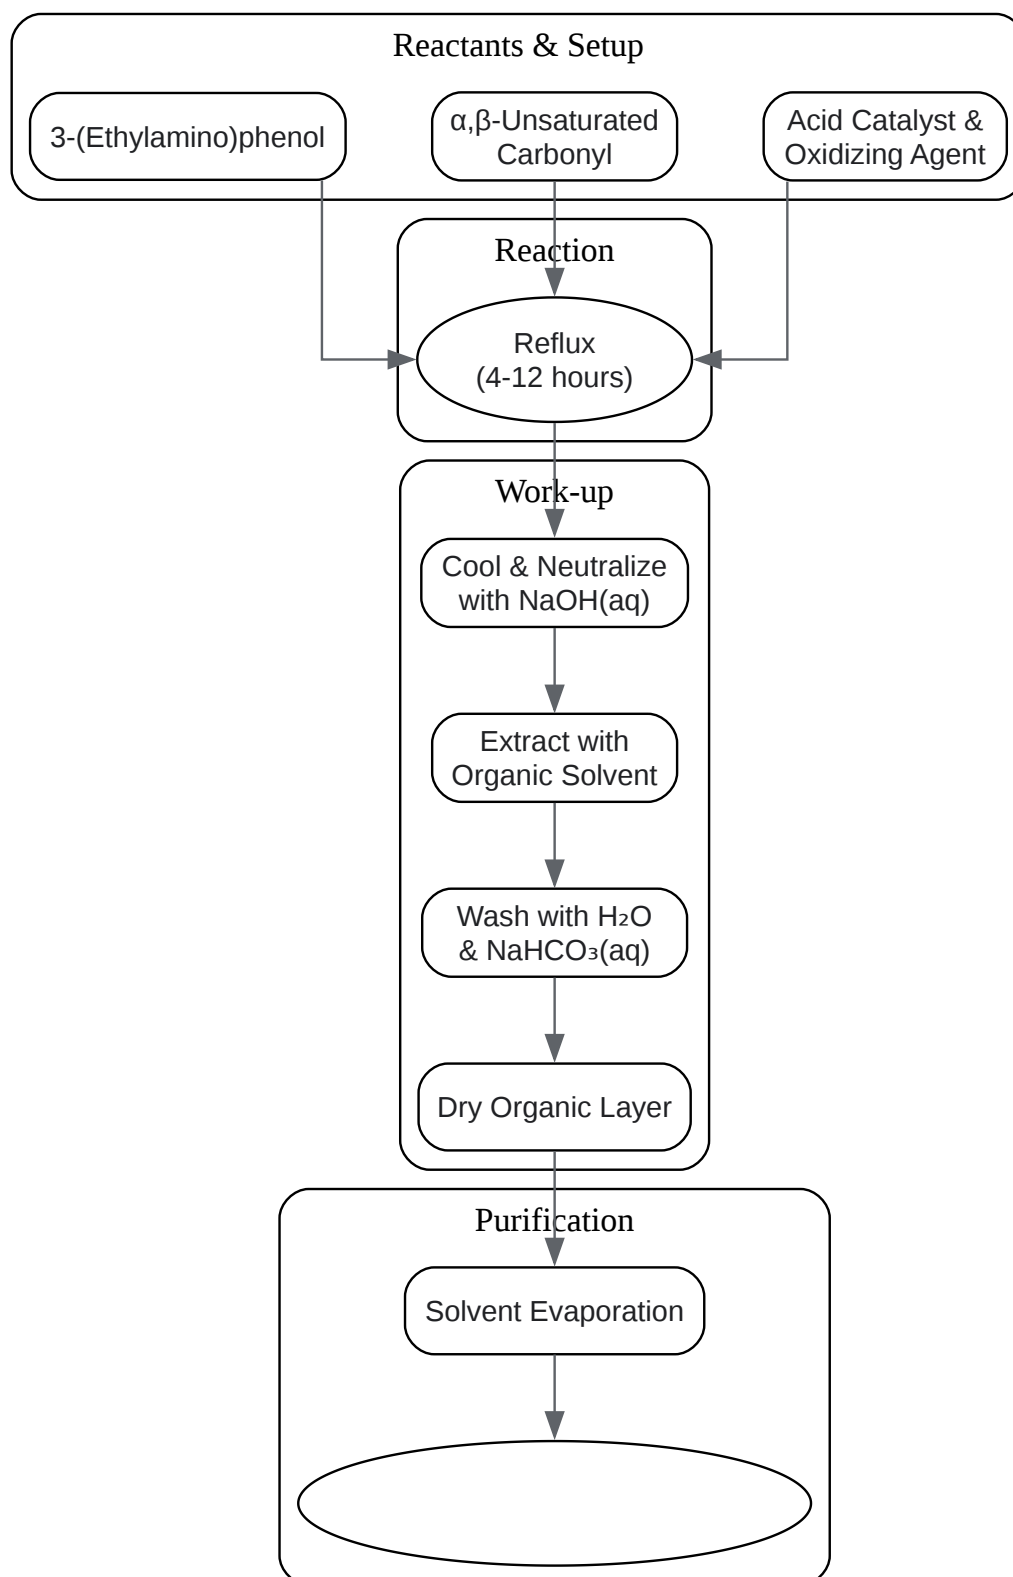 Reactants & Setup
3-(Ethylamino)phenol
α,β-Unsaturated
Carbonyl
Acid Catalyst &
Oxidizing Agent
Reaction
Reflux
(4-12 hours)
Work-up
Cool & Neutralize
with NaOH(aq)
Extract with
Organic Solvent
Wash with H₂O
& NaHCO₃(aq)
Dry Organic Layer
Purification
Solvent Evaporation